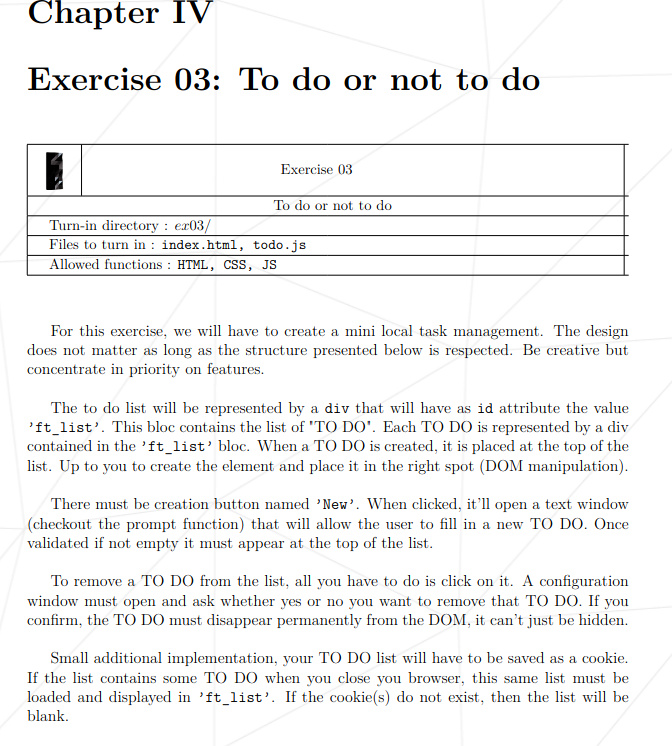 Chapter IV
Exercise 03: To do or not to do
Exercise 03
To do or not to do
Turn-in directory : ex03/
Files to turn in : index.html, todo.js
Allowed functions : HTML, CSS, JS
For this exercise, we will have to create a mini local task management. The design
does not matter as long as the structure presented below is respected. Be creative but
concentrate in priority on features.
The to do list will be represented by a div that will have as id attribute the value
’ft_list’. This bloc contains the list of "TO DO". Each TO DO is represented by a div
contained in the ’ft_list’ bloc. When a TO DO is created, it is placed at the top of the
list. Up to you to create the element and place it in the right spot (DOM manipulation).
There must be creation button named ’New’. When clicked, it’ll open a text window
(checkout the prompt function) that will allow the user to fill in a new TO DO. Once
validated if not empty it must appear at the top of the list.
To remove a TO DO from the list, all you have to do is click on it. A configuration
window must open and ask whether yes or no you want to remove that TO DO. If you
confirm, the TO DO must disappear permanently from the DOM, it can’t just be hidden.
Small additional implementation, your TO DO list will have to be saved as a cookie.
If the list contains some TO DO when you close you browser, this same list must be
loaded and displayed in ’ft_list’. If the cookie(s) do not exist, then the list will be
blank.